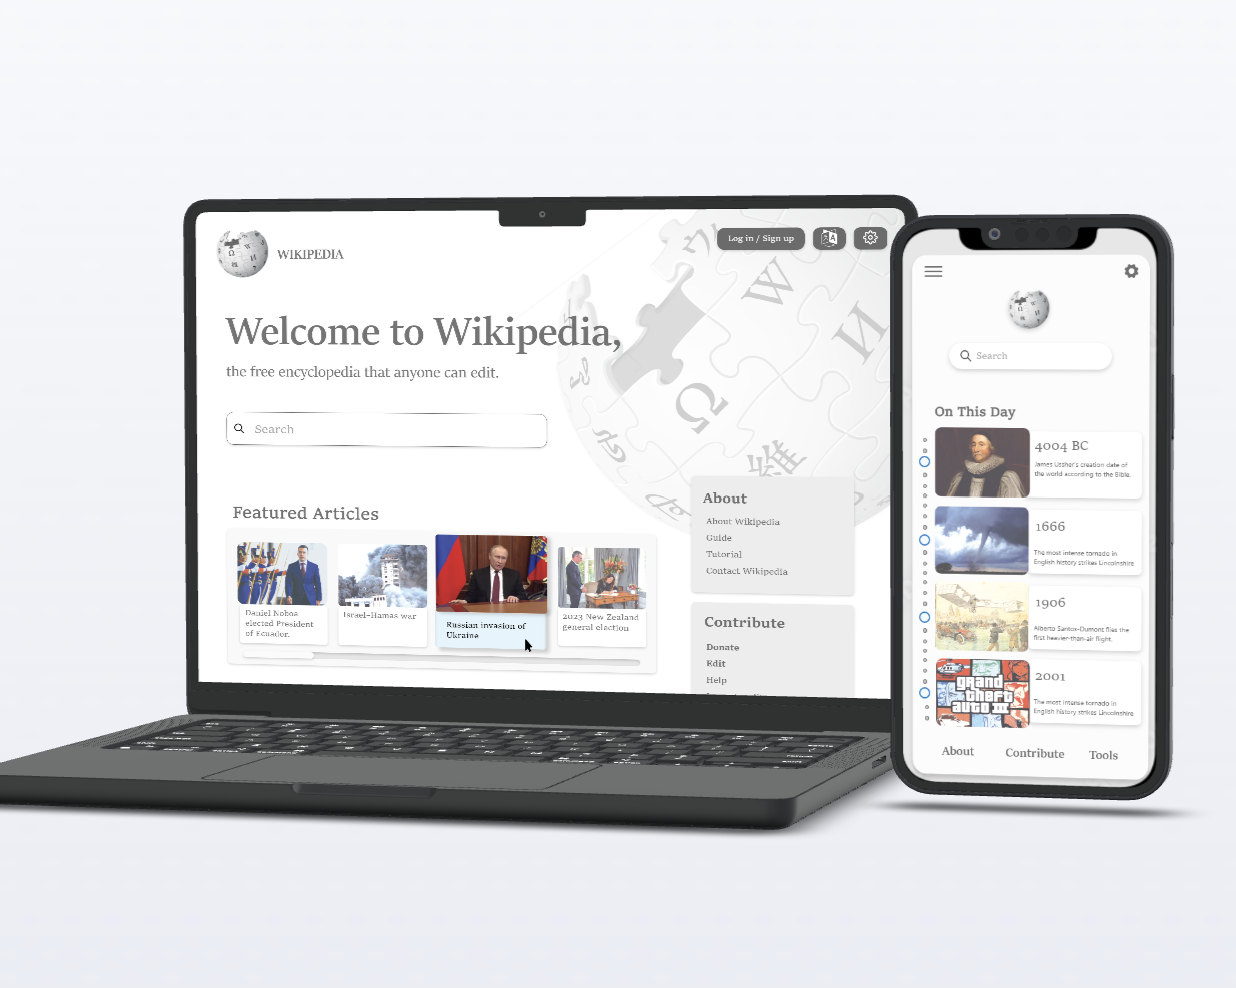 WIKIPEDIA
Log in / Sign up
Welcome to Wikipedia,
the free encyclopedia that anyone can edit.
Search
Featured Articles
Daniel Noboa
elected President
of Ecuador.
Israel–Hamas war
Russian invasion of
Ukraine
2023 New Zealand
general election
About
About Wikipedia
Guide
Tutorial
Contact Wikipedia
Contribute
Donate
Edit
Help
W
И
Ω
維
Search
On This Day
4004 BC
James Ussher's creation date of
the world according to the Bible.
1666
The most intense tornado in
English history strikes Lincolnshire
1906
Alberto Santos-Dumont flies the
first heavier-than-air flight.
grand
theft
auto III
2001
The most intense tornado in
English history strikes Lincolnshire
About
Contribute
Tools